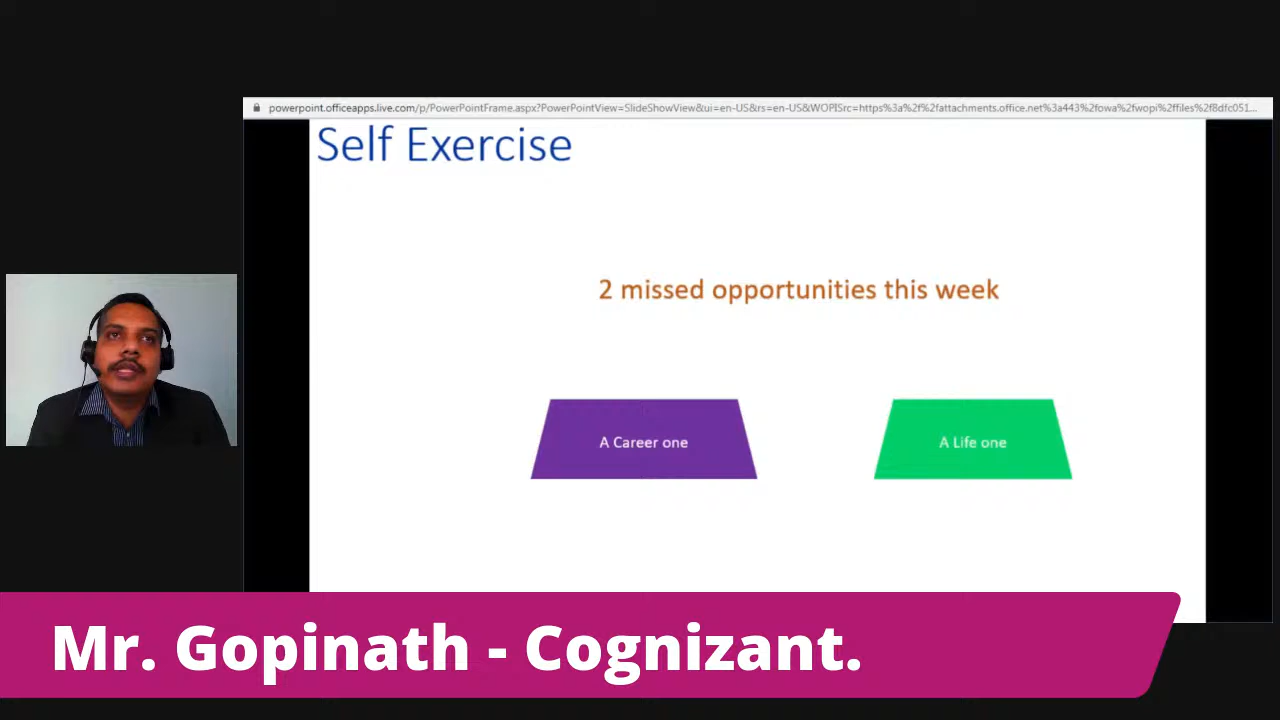 powerpoint.officeapps.live.com/p/PowerPointFrame.aspx?PowerPointView=SlideShowView&ui=en-US&rs=en-US&WOPISrc=https%3a%2f%2fattachments.office.net%3a443%2fowa%2fwopi%2ffiles%2f8dfc051...
Self Exercise
2 missed opportunities this week
A Career one
A Life one
Mr. Gopinath - Cognizant.